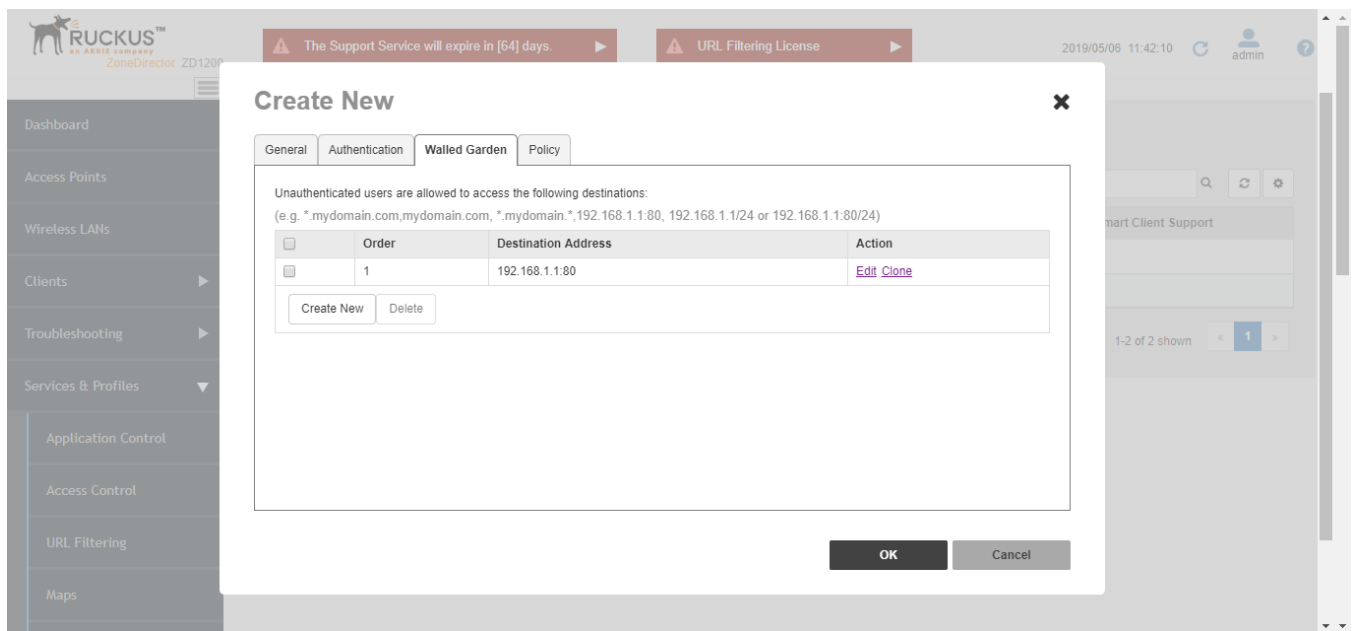 RUCKUS™
an ARRIS company
ZoneDirector ZD1200
The Support Service will expire in [64] days.
URL Filtering License
2019/05/06 11:42:10
admin
?
Dashboard
Access Points
Wireless LANs
Clients
Troubleshooting
Services & Profiles
Application Control
Access Control
URL Filtering
Maps
Create New
General Authentication Walled Garden Policy
Unauthenticated users are allowed to access the following destinations:
(e.g. *.mydomain.com,mydomain.com, *.mydomain.*,192.168.1.1:80, 192.168.1.1/24 or 192.168.1.1:80/24)
Order Destination Address Action
1 192.168.1.1:80 Edit Clone
Create New Delete
OK Cancel
mart Client Support
1-2 of 2 shown « 1 »